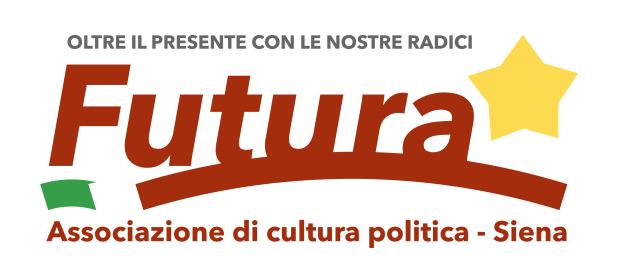 OLTRE IL PRESENTE CON LE NOSTRE RADICI
Futura
Associazione di cultura politica - Siena